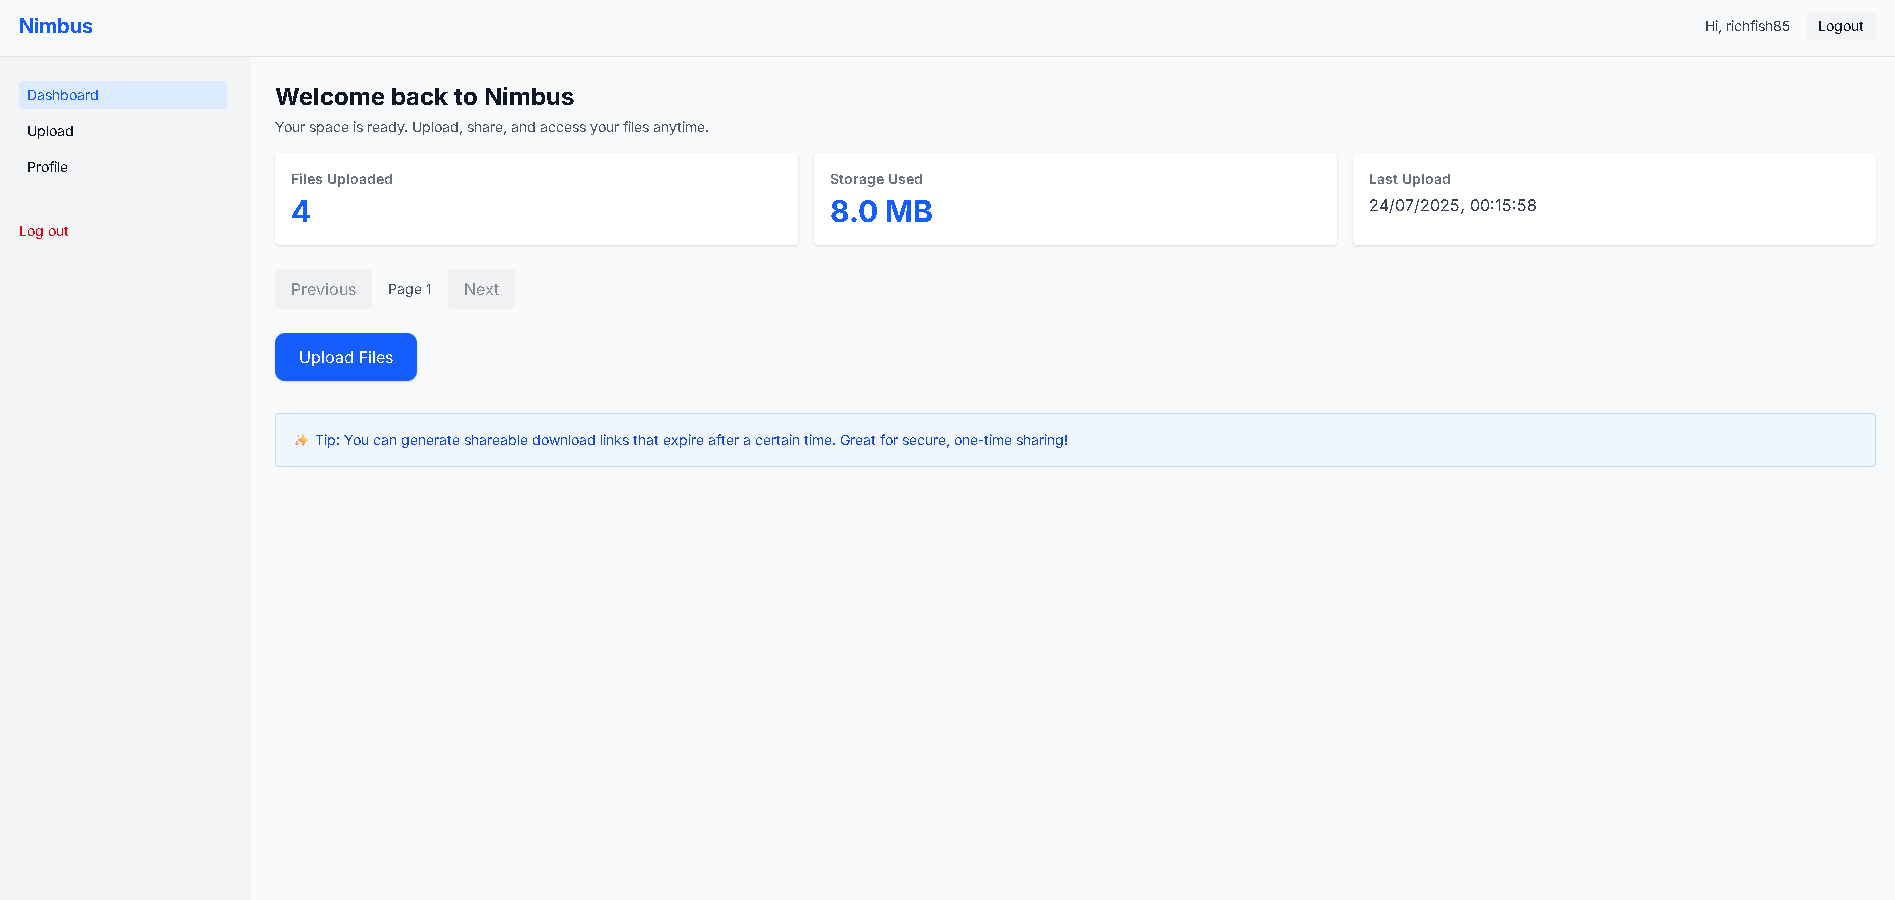 Nimbus
Hi, richfish85
Logout
Dashboard
Upload
Profile
Log out
Welcome back to Nimbus
Your space is ready. Upload, share, and access your files anytime.
Files Uploaded
4
Storage Used
8.0 MB
Last Upload
24/07/2025, 00:15:58
Previous
Page 1
Next
Upload Files
✨ Tip: You can generate shareable download links that expire after a certain time. Great for secure, one-time sharing!